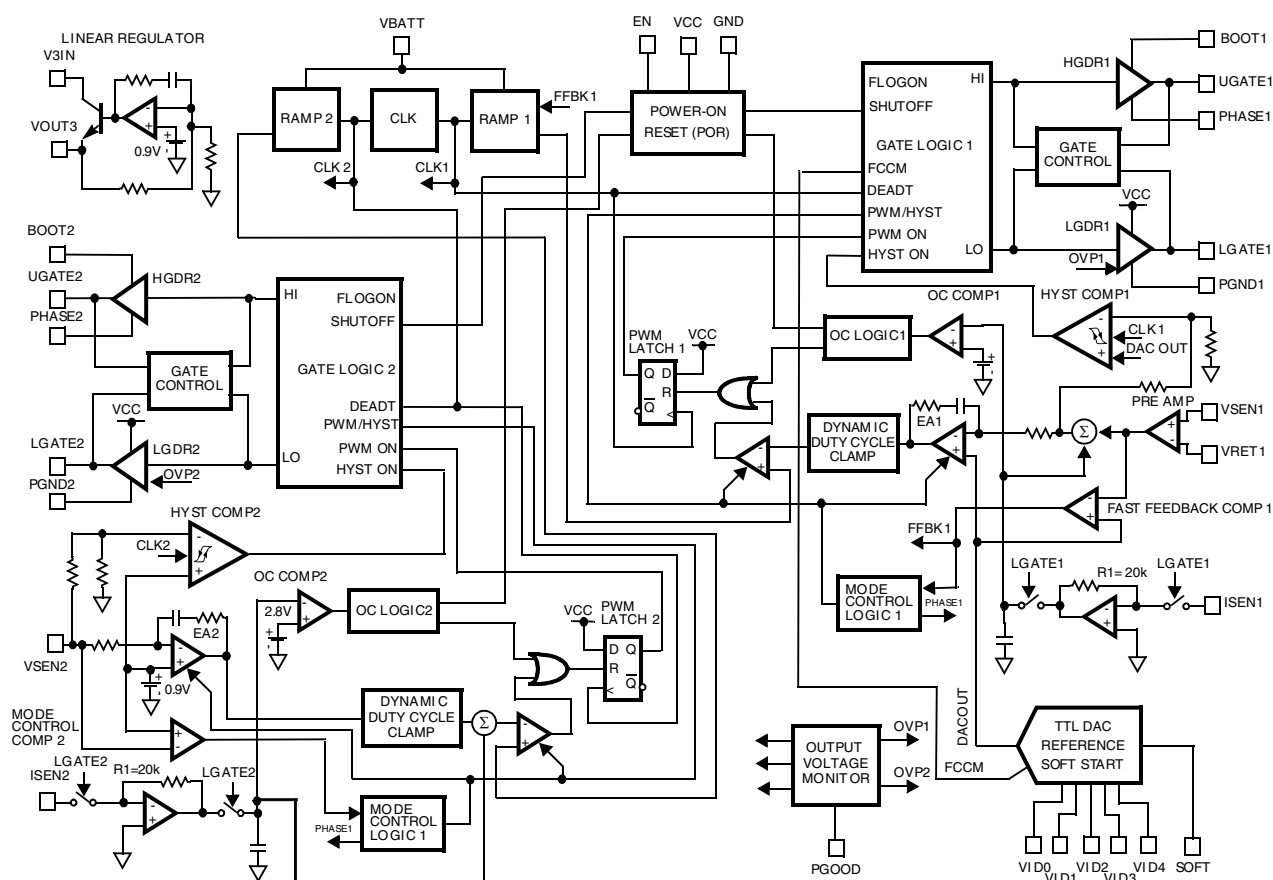 VBATT
EN
VCC
GND
BOOT1
LINEAR REGULATOR
V3IN
VOUT3
-
+
0.9V
RAMP 2
CLK
RAMP 1
FFBK1
CLK 2
CLK1
POWER-ON
RESET (POR)
FLOGON
HI
SHUTOFF
GATE LOGIC 1
FCCM
DEADT
PWM/HYST
PWM ON
LO
HYST ON
HGDR1
UGATE1
PHASE1
GATE
CONTROL
VCC
LGDR1
LGATE1
OVP1
PGND1
BOOT2
UGATE2
HGDR2
PHASE2
GATE
CONTROL
VCC
LGATE2
LGDR2
PGND2
OVP2
HI
FLOGON
SHUTOFF
GATE LOGIC 2
DEADT
PWM/HYST
PWM ON
LO
HYST ON
OC COMP1
HYST COMP1
OC LOGIC1
-
+
-
+
CLK1
DAC OUT
PWM
LATCH 1
VCC
Q D
R
Q <
PRE AMP
VSEN1
+
-
VRET1
DYNAMIC
DUTY CYCLE
CLAMP
EA1
-
+
-
+
Σ
FFBK1
-
+
FAST FEEDBACK COMP 1
MODE
CONTROL
LOGIC 1
PHASE1
LGATE1
R1= 20k
LGATE1
ISEN1
-
+
HYST COMP2
CLK2
-
+
OC COMP2
2.8V
-
+
OC LOGIC2
VCC
PWM
LATCH 2
D Q
R
< Q
VSEN2
EA2
-
+
0.9V
DYNAMIC
DUTY CYCLE
CLAMP
Σ
-
+
MODE
CONTROL
COMP 2
+
-
LGATE2
ISEN2
R1=20k
LGATE2
-
+
MODE
CONTROL
LOGIC 1
PHASE1
OUTPUT
VOLTAGE
MONITOR
OVP1
OVP2
PGOOD
DACOUT
FCCM
TTL DAC
REFERENCE
SOFT START
VID0
VID1
VID2
VID3
VID4
SOFT